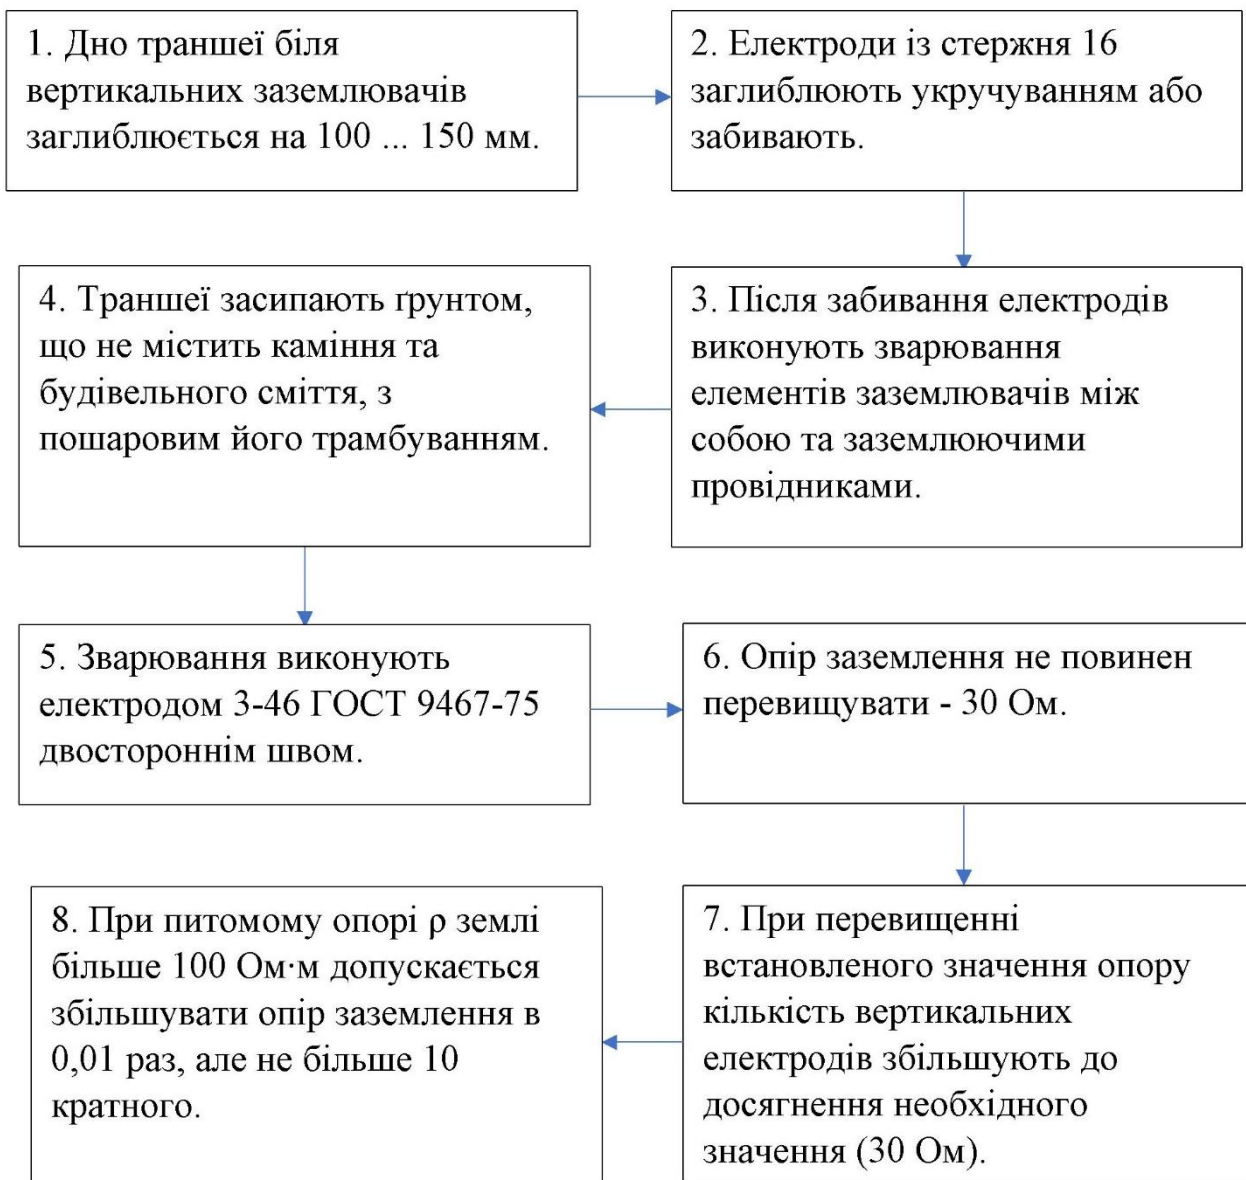 1. Дно траншеї біля
вертикальних заземлювачів
заглиблюється на 100 ... 150 мм.
2. Електроди із стержня 16
заглиблюють укручуванням або
забивають.
3. Після забивання електродів
виконують зварювання
елементів заземлювачів між
собою та заземлюючими
провідниками.
4. Траншеї засипають ґрунтом,
що не містить каміння та
будівельного сміття, з
пошаровим його трамбуванням.
5. Зварювання виконують
електродом 3-46 ГОСТ 9467-75
двостороннім швом.
6. Опір заземлення не повинен
перевищувати - 30 Ом.
7. При перевищенні
встановленого значення опору
кількість вертикальних
електродів збільшують до
досягнення необхідного
значення (30 Ом).
8. При питомому опорі ρ землі
більше 100 Ом·м допускається
збільшувати опір заземлення в
0,01 раз, але не більше 10
кратного.